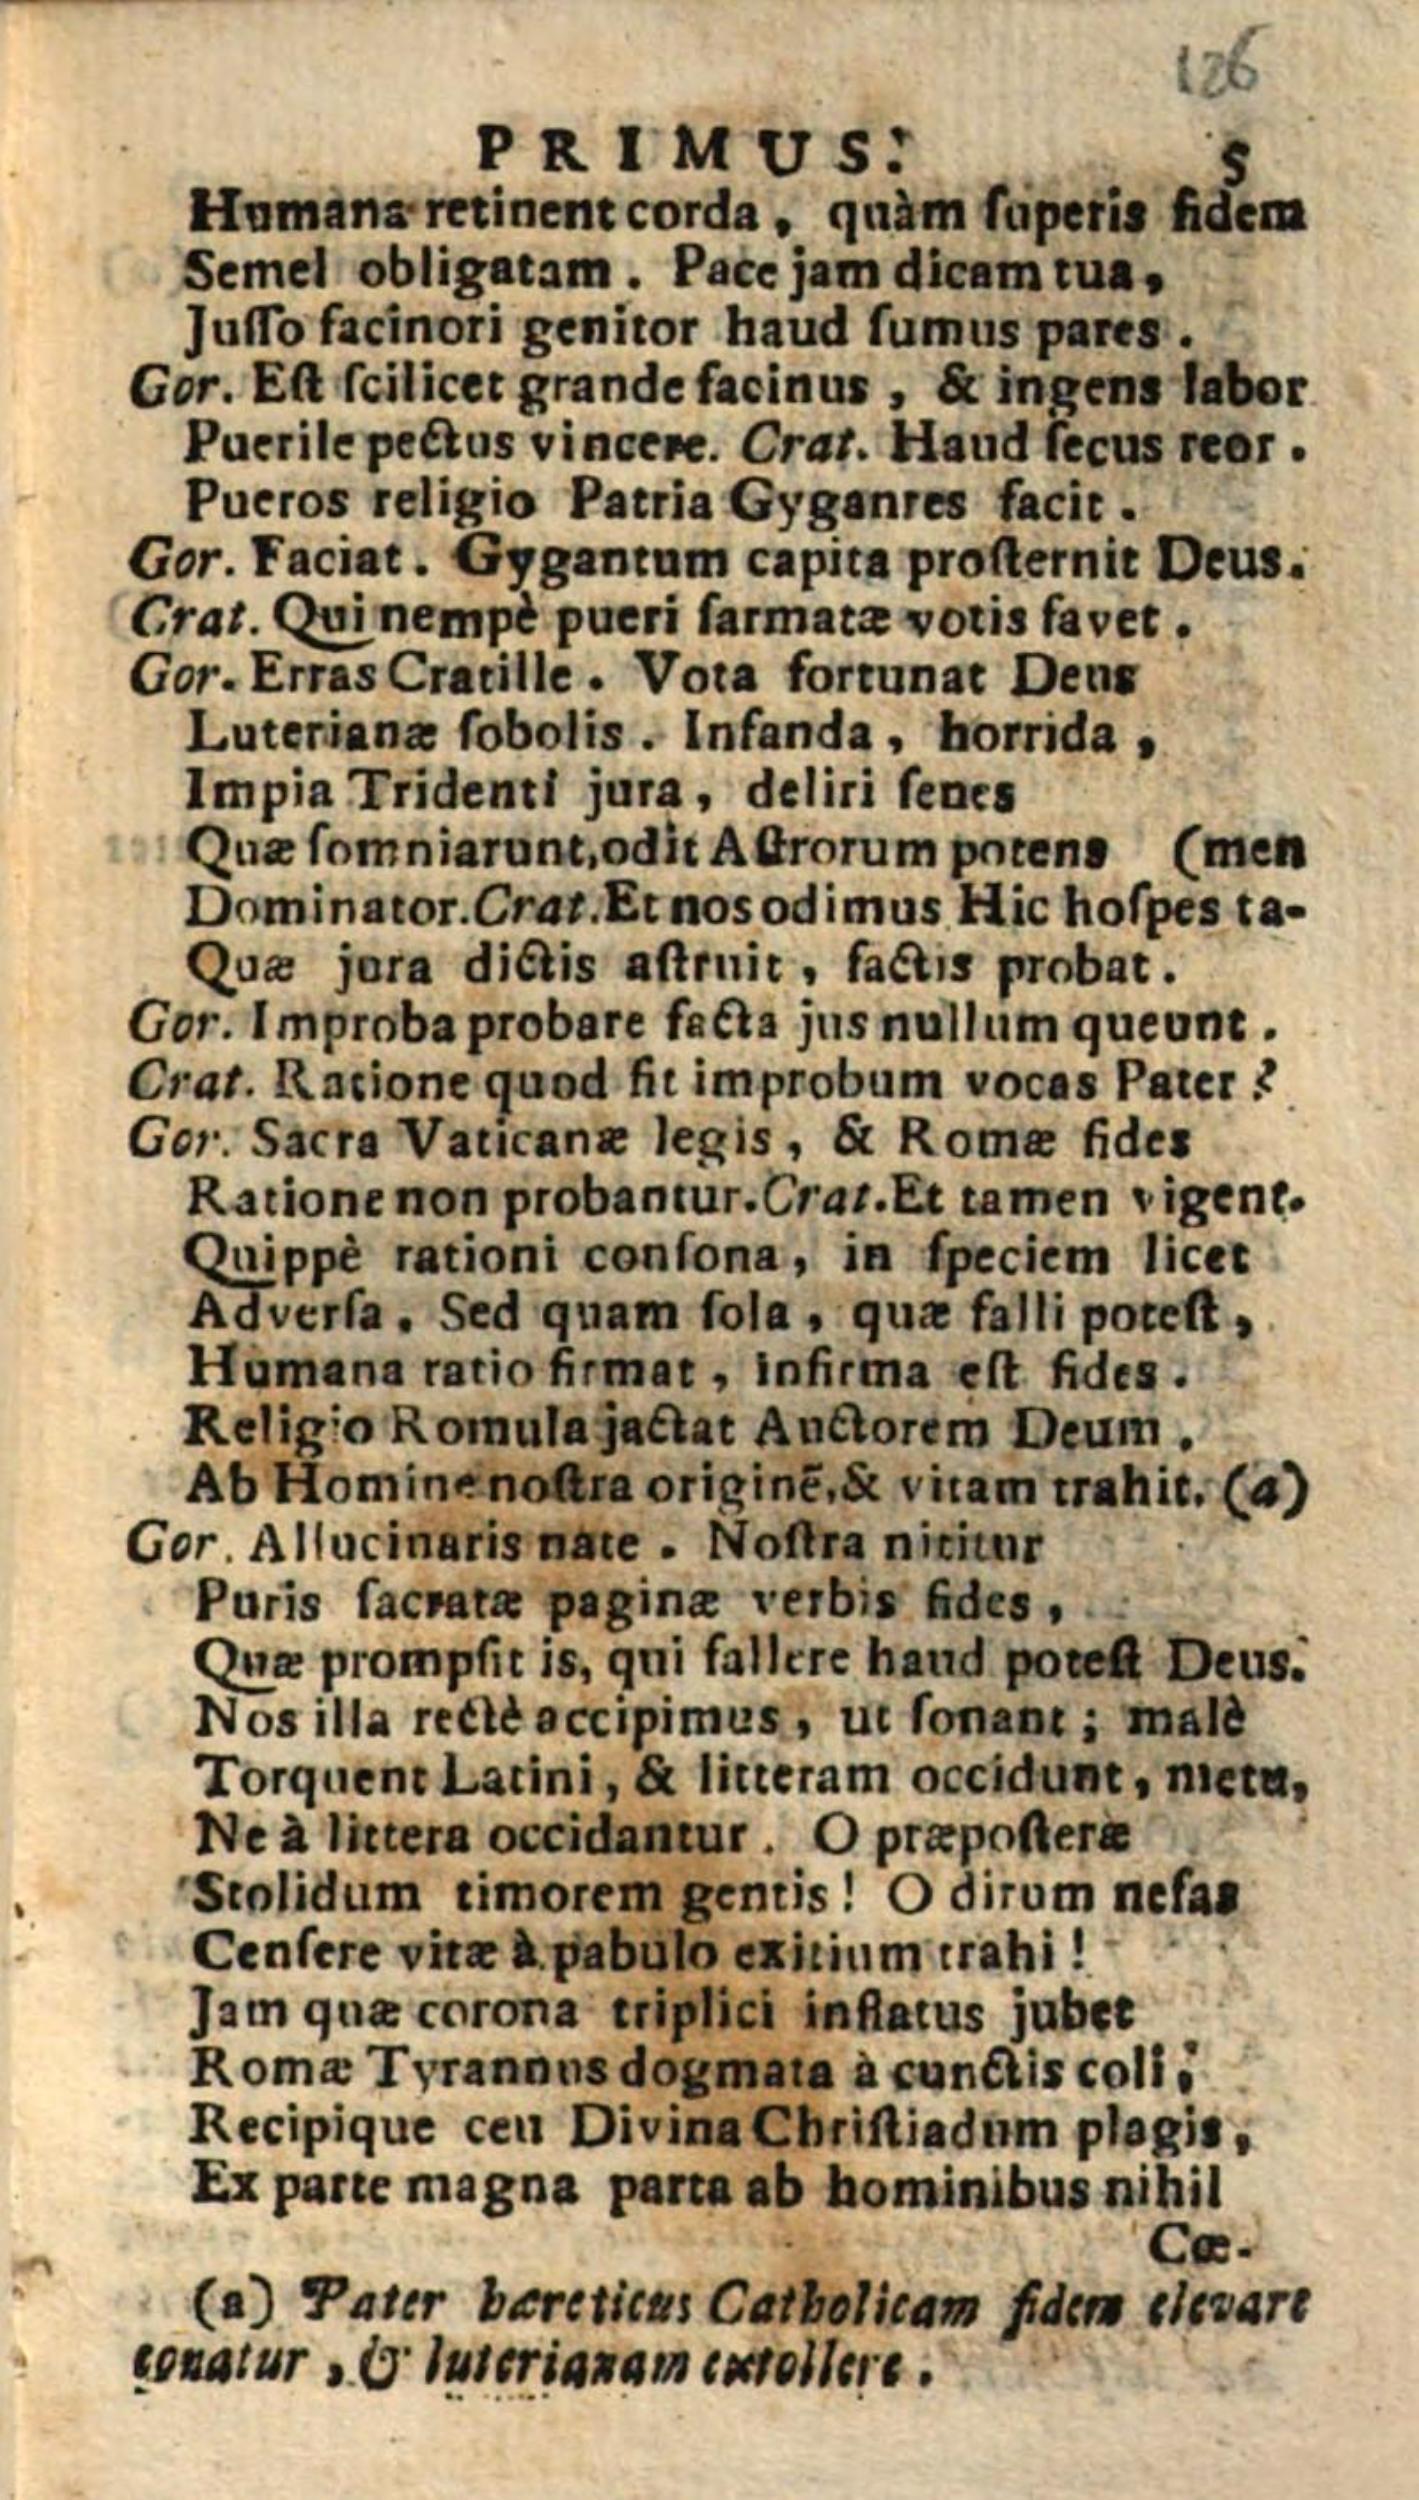 126
PRIMUS. 5
Humana retinent corda, quàm ſuperis fidem
Semel obligatam. Pace jam dicam tua,
Juſſo facinori genitor haud ſumus pares.
Gor. Eſt ſcilicet grande facinus, & ingens labor
Puerile pectus vincere. Crat. Haud ſecus reor.
Pueros religio Patria Gyganres facit.
Gor. Faciat. Gygantum capita proſternit Deus.
Crat. Qui nempè pueri ſarmatæ votis favet.
Gor. Erras Cratille. Vota fortunat Deus
Luterianæ ſobolis. Infanda, horrida,
Impia Tridenti jura, deliri ſenes
Quæ ſomniarunt, odit Aſtrorum potens (men
Dominator. Crat. Et nos odimus Hic hoſpes ta-
Quæ jura dictis aſtruit, factis probat.
Gor. Improba probare facta jus nullum queunt.
Crat. Ratione quod fit improbum vocas Pater?
Gor. Sacra Vaticanæ legis, & Romæ fides
Ratione non probantur. Crat. Et tamen vigent.
Quippè rationi conſona, in ſpeciem licet
Adverſa. Sed quam ſola, quæ falli poteſt,
Humana ratio firmat, infirma eſt fides.
Religio Romula jactat Auctorem Deum.
Ab Homine noſtra originẽ, & vitam trahit. (a)
Gor. Allucinaris nate. Noſtra nititur
Puris ſacratæ paginæ verbis fides,
Quæ prompſit is, qui fallere haud poteſt Deus.
Nos illa rectè accipimus, ut ſonant; malè
Torquent Latini, & litteram occidunt, metu,
Ne à littera occidantur. O præpoſteræ
Stolidum timorem gentis! O dirum nefas
Cenſere vitæ à pabulo exitium trahi!
Jam quæ corona triplici inflatus jubet
Romæ Tyrannus dogmata à cunctis coli;
Recipique ceu Divina Chriſtiadum plagis,
Ex parte magna parta ab hominibus nihil
Cœ-
(a) Pater hæreticus Catholicam fidem elevare
conatur, & luterianam extollere.